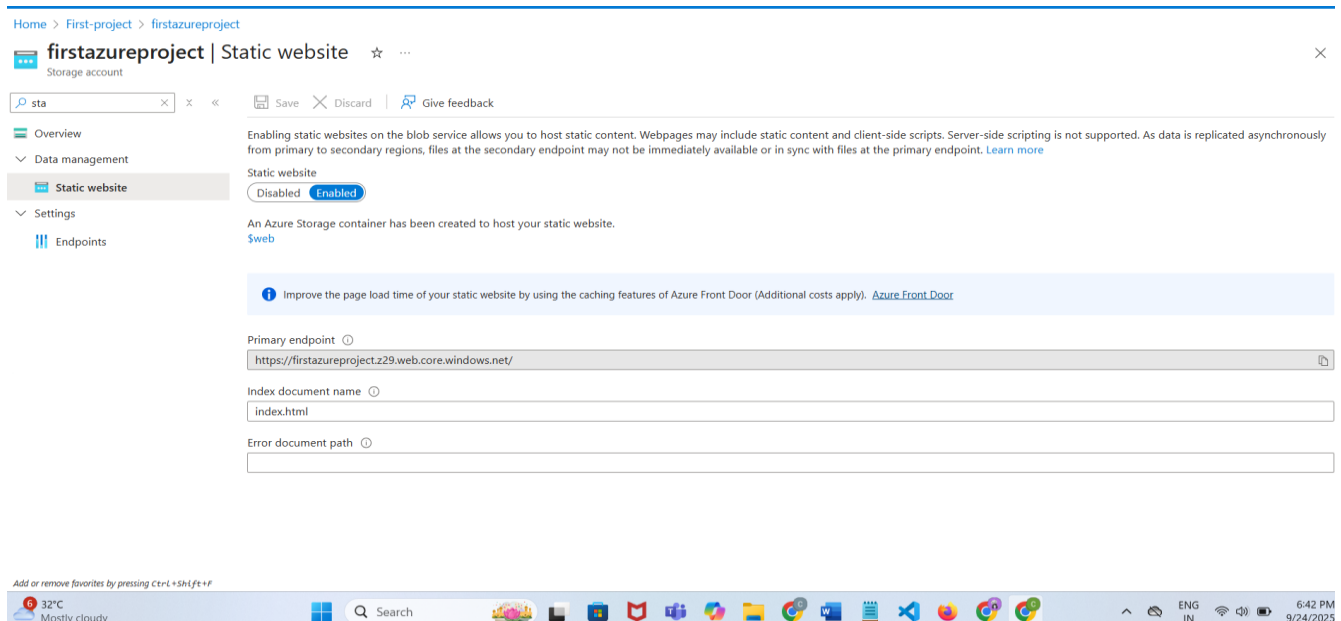 Home > First-project > firstazureproject
firstazureproject | Static website
Storage account
sta
Save Discard Give feedback
Overview
Data management
Static website
Settings
Endpoints
Enabling static websites on the blob service allows you to host static content. Webpages may include static content and client-side scripts. Server-side scripting is not supported. As data is replicated asynchronously
from primary to secondary regions, files at the secondary endpoint may not be immediately available or in sync with files at the primary endpoint. Learn more
Static website
Disabled Enabled
An Azure Storage container has been created to host your static website.
$web
Improve the page load time of your static website by using the caching features of Azure Front Door (Additional costs apply). Azure Front Door
Primary endpoint
https://firstazureproject.z29.web.core.windows.net/
Index document name
index.html
Error document path
Add or remove favorites by pressing Ctrl+Shift+F
6
32°C
Mostly cloudy
Search
ENG
IN
6:42 PM
9/24/2025